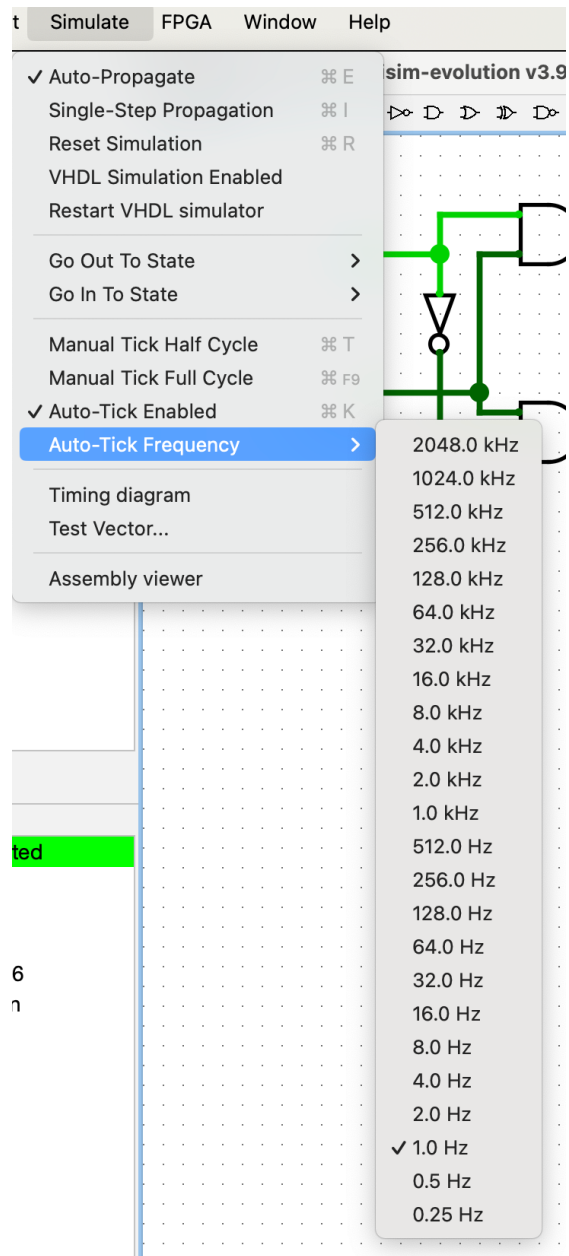 t Simulate FPGA Window Help
isim-evolution v3.9
✓ Auto-Propagate ⌘ E
Single-Step Propagation ⌘ I
Reset Simulation ⌘ R
VHDL Simulation Enabled
Restart VHDL simulator
Go Out To State >
Go In To State >
Manual Tick Half Cycle ⌘ T
Manual Tick Full Cycle ⌘ F9
✓ Auto-Tick Enabled ⌘ K
Auto-Tick Frequency >
Timing diagram
Test Vector...
Assembly viewer
2048.0 kHz
1024.0 kHz
512.0 kHz
256.0 kHz
128.0 kHz
64.0 kHz
32.0 kHz
16.0 kHz
8.0 kHz
4.0 kHz
2.0 kHz
1.0 kHz
512.0 Hz
256.0 Hz
128.0 Hz
64.0 Hz
32.0 Hz
16.0 Hz
8.0 Hz
4.0 Hz
2.0 Hz
✓ 1.0 Hz
0.5 Hz
0.25 Hz
ted
6
n